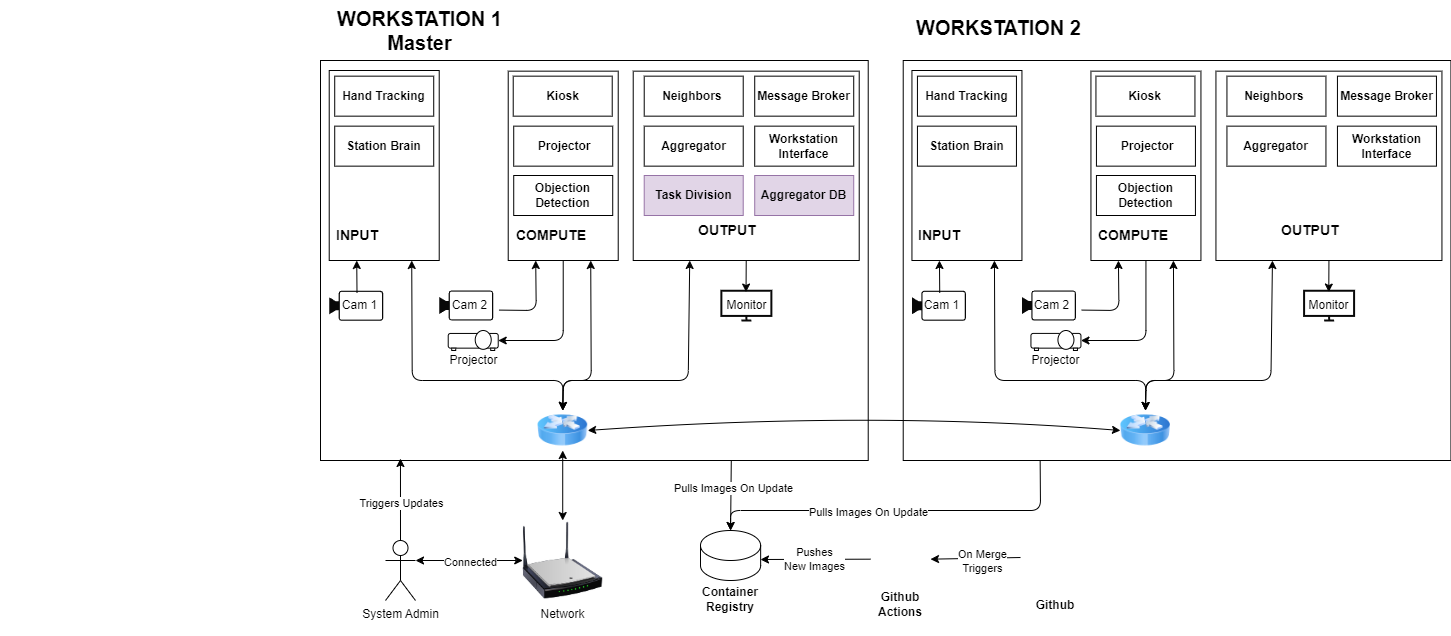 WORKSTATION 1
Master
WORKSTATION 2
Hand Tracking
Station Brain
INPUT
Kiosk
Projector
Objection
Detection
COMPUTE
Neighbors
Message Broker
Aggregator
Workstation
Interface
Task Division
Aggregator DB
OUTPUT
Cam 1
Cam 2
Projector
Monitor
Hand Tracking
Station Brain
INPUT
Kiosk
Projector
Objection
Detection
COMPUTE
Neighbors
Message Broker
Aggregator
Workstation
Interface
OUTPUT
Cam 1
Cam 2
Projector
Monitor
Triggers Updates
Pulls Images On Update
Pulls Images On Update
Connected
Pushes
New Images
On Merge
Triggers
System Admin
Network
Container
Registry
Github
Actions
Github